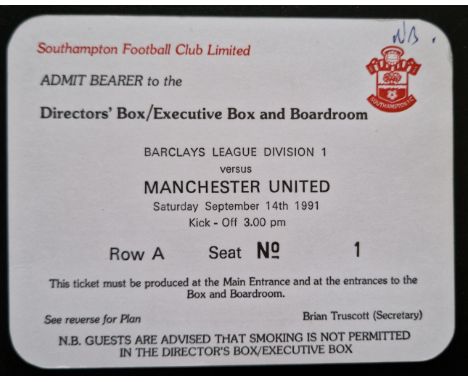 NB.
Southampton Football Club Limited
ADMIT BEARER to the
SOUTHAMPTON F.C.
Directors' Box/Executive Box and Boardroom
BARCLAYS LEAGUE DIVISION 1
versus
MANCHESTER UNITED
Saturday September 14th 1991
Kick - Off 3.00 pm
Row A Seat Nº 1
This ticket must be produced at the Main Entrance and at the entrances to the
Box and Boardroom.
See reverse for Plan Brian Truscott (Secretary)
N.B. GUESTS ARE ADVISED THAT SMOKING IS NOT PERMITTED
IN THE DIRECTOR'S BOX/EXECUTIVE BOX